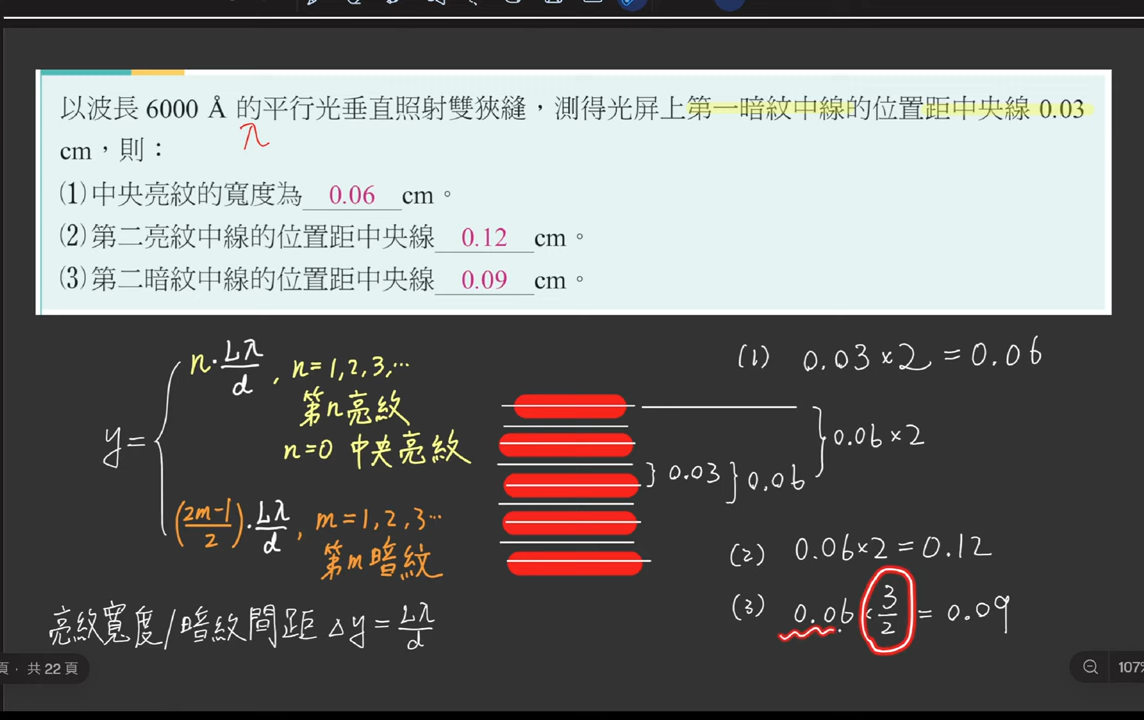 以波長 6000 Å 的平行光垂直照射雙狹縫，測得光屏上第一暗紋中線的位置距中央線 0.03
λ
cm，則：
(1)中央亮紋的寬度為 0.06 cm。
(2)第二亮紋中線的位置距中央線 0.12 cm。
(3)第二暗紋中線的位置距中央線 0.09 cm。
y = { n·Lλ/d , n=1,2,3,…
第n亮紋
n=0 中央亮紋
(2m-1/2)·Lλ/d , m=1,2,3…
第m暗紋
亮紋寬度/暗紋間距 Δy = Lλ/d
} 0.03 } 0.06 } 0.06×2
(1) 0.03×2=0.06
(2) 0.06×2=0.12
(3) 0.06×3/2=0.09
頁· 共 22 頁
107%